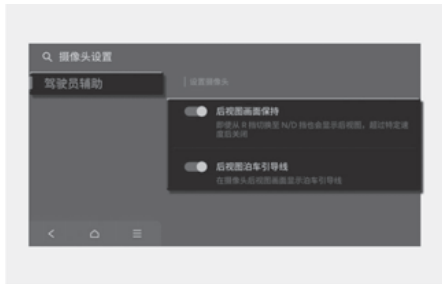 摄像头设置
驾驶员辅助
设置摄像头
后视图画面保持
即使从 R 挡切换至 N/D 挡也会显示后视图，超过特定速
度后关闭
后视图泊车引导线
在摄像头后视图画面显示泊车引导线